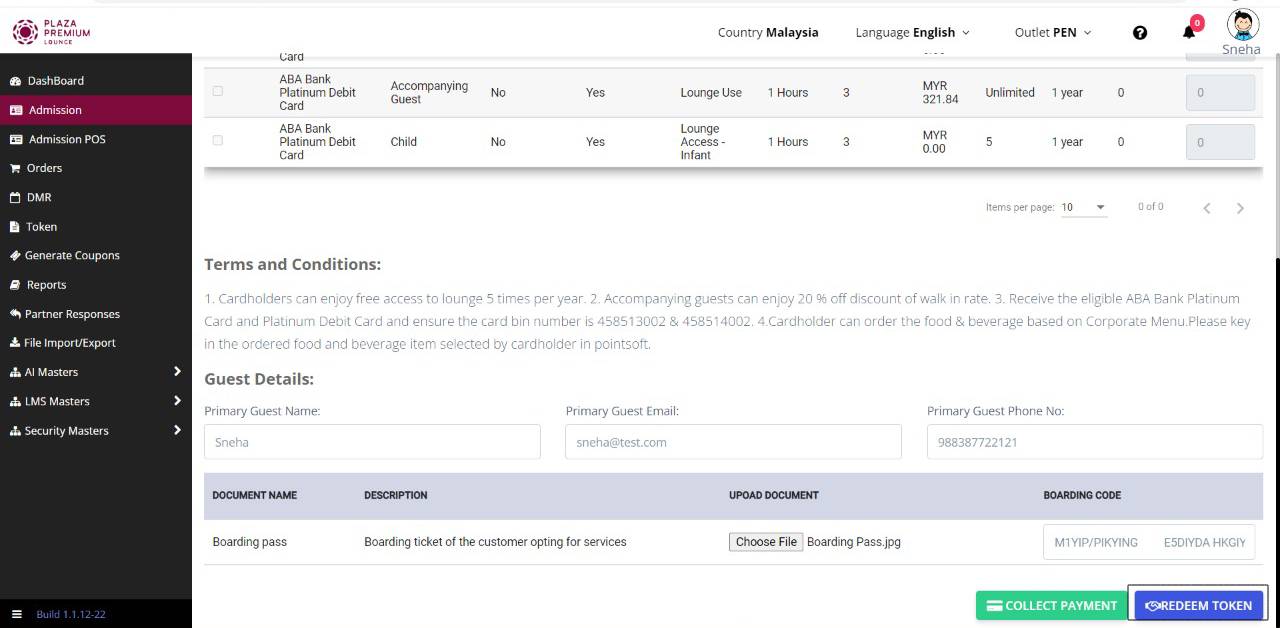 PLAZA
PREMIUM
LOUNGE
Country Malaysia
Language English
Outlet PEN
0
Sneha
DashBoard
Admission
Admission POS
Orders
DMR
Token
Generate Coupons
Reports
Partner Responses
File Import/Export
AI Masters
LMS Masters
Security Masters
Build 1.1.12-22
Card
ABA Bank
Platinum Debit
Card
Accompanying
Guest
No
Yes
Lounge Use
1 Hours
3
MYR
321.84
Unlimited
1 year
0
0
ABA Bank
Platinum Debit
Card
Child
No
Yes
Lounge
Access -
Infant
1 Hours
3
MYR
0.00
5
1 year
0
0
Items per page: 10
0 of 0
Terms and Conditions:
1. Cardholders can enjoy free access to lounge 5 times per year. 2. Accompanying guests can enjoy 20 % off discount of walk in rate. 3. Receive the eligible ABA Bank Platinum
Card and Platinum Debit Card and ensure the card bin number is 458513002 & 458514002. 4.Cardholder can order the food & beverage based on Corporate Menu.Please key
in the ordered food and beverage item selected by cardholder in pointsoft.
Guest Details:
Primary Guest Name:
Primary Guest Email:
Primary Guest Phone No:
Sneha
sneha@test.com
988387722121
DOCUMENT NAME
DESCRIPTION
UPOAD DOCUMENT
BOARDING CODE
Boarding pass
Boarding ticket of the customer opting for services
Choose File Boarding Pass.jpg
M1YIP/PIKYING E5DIYDA HKGIY
COLLECT PAYMENT
REDEEM TOKEN